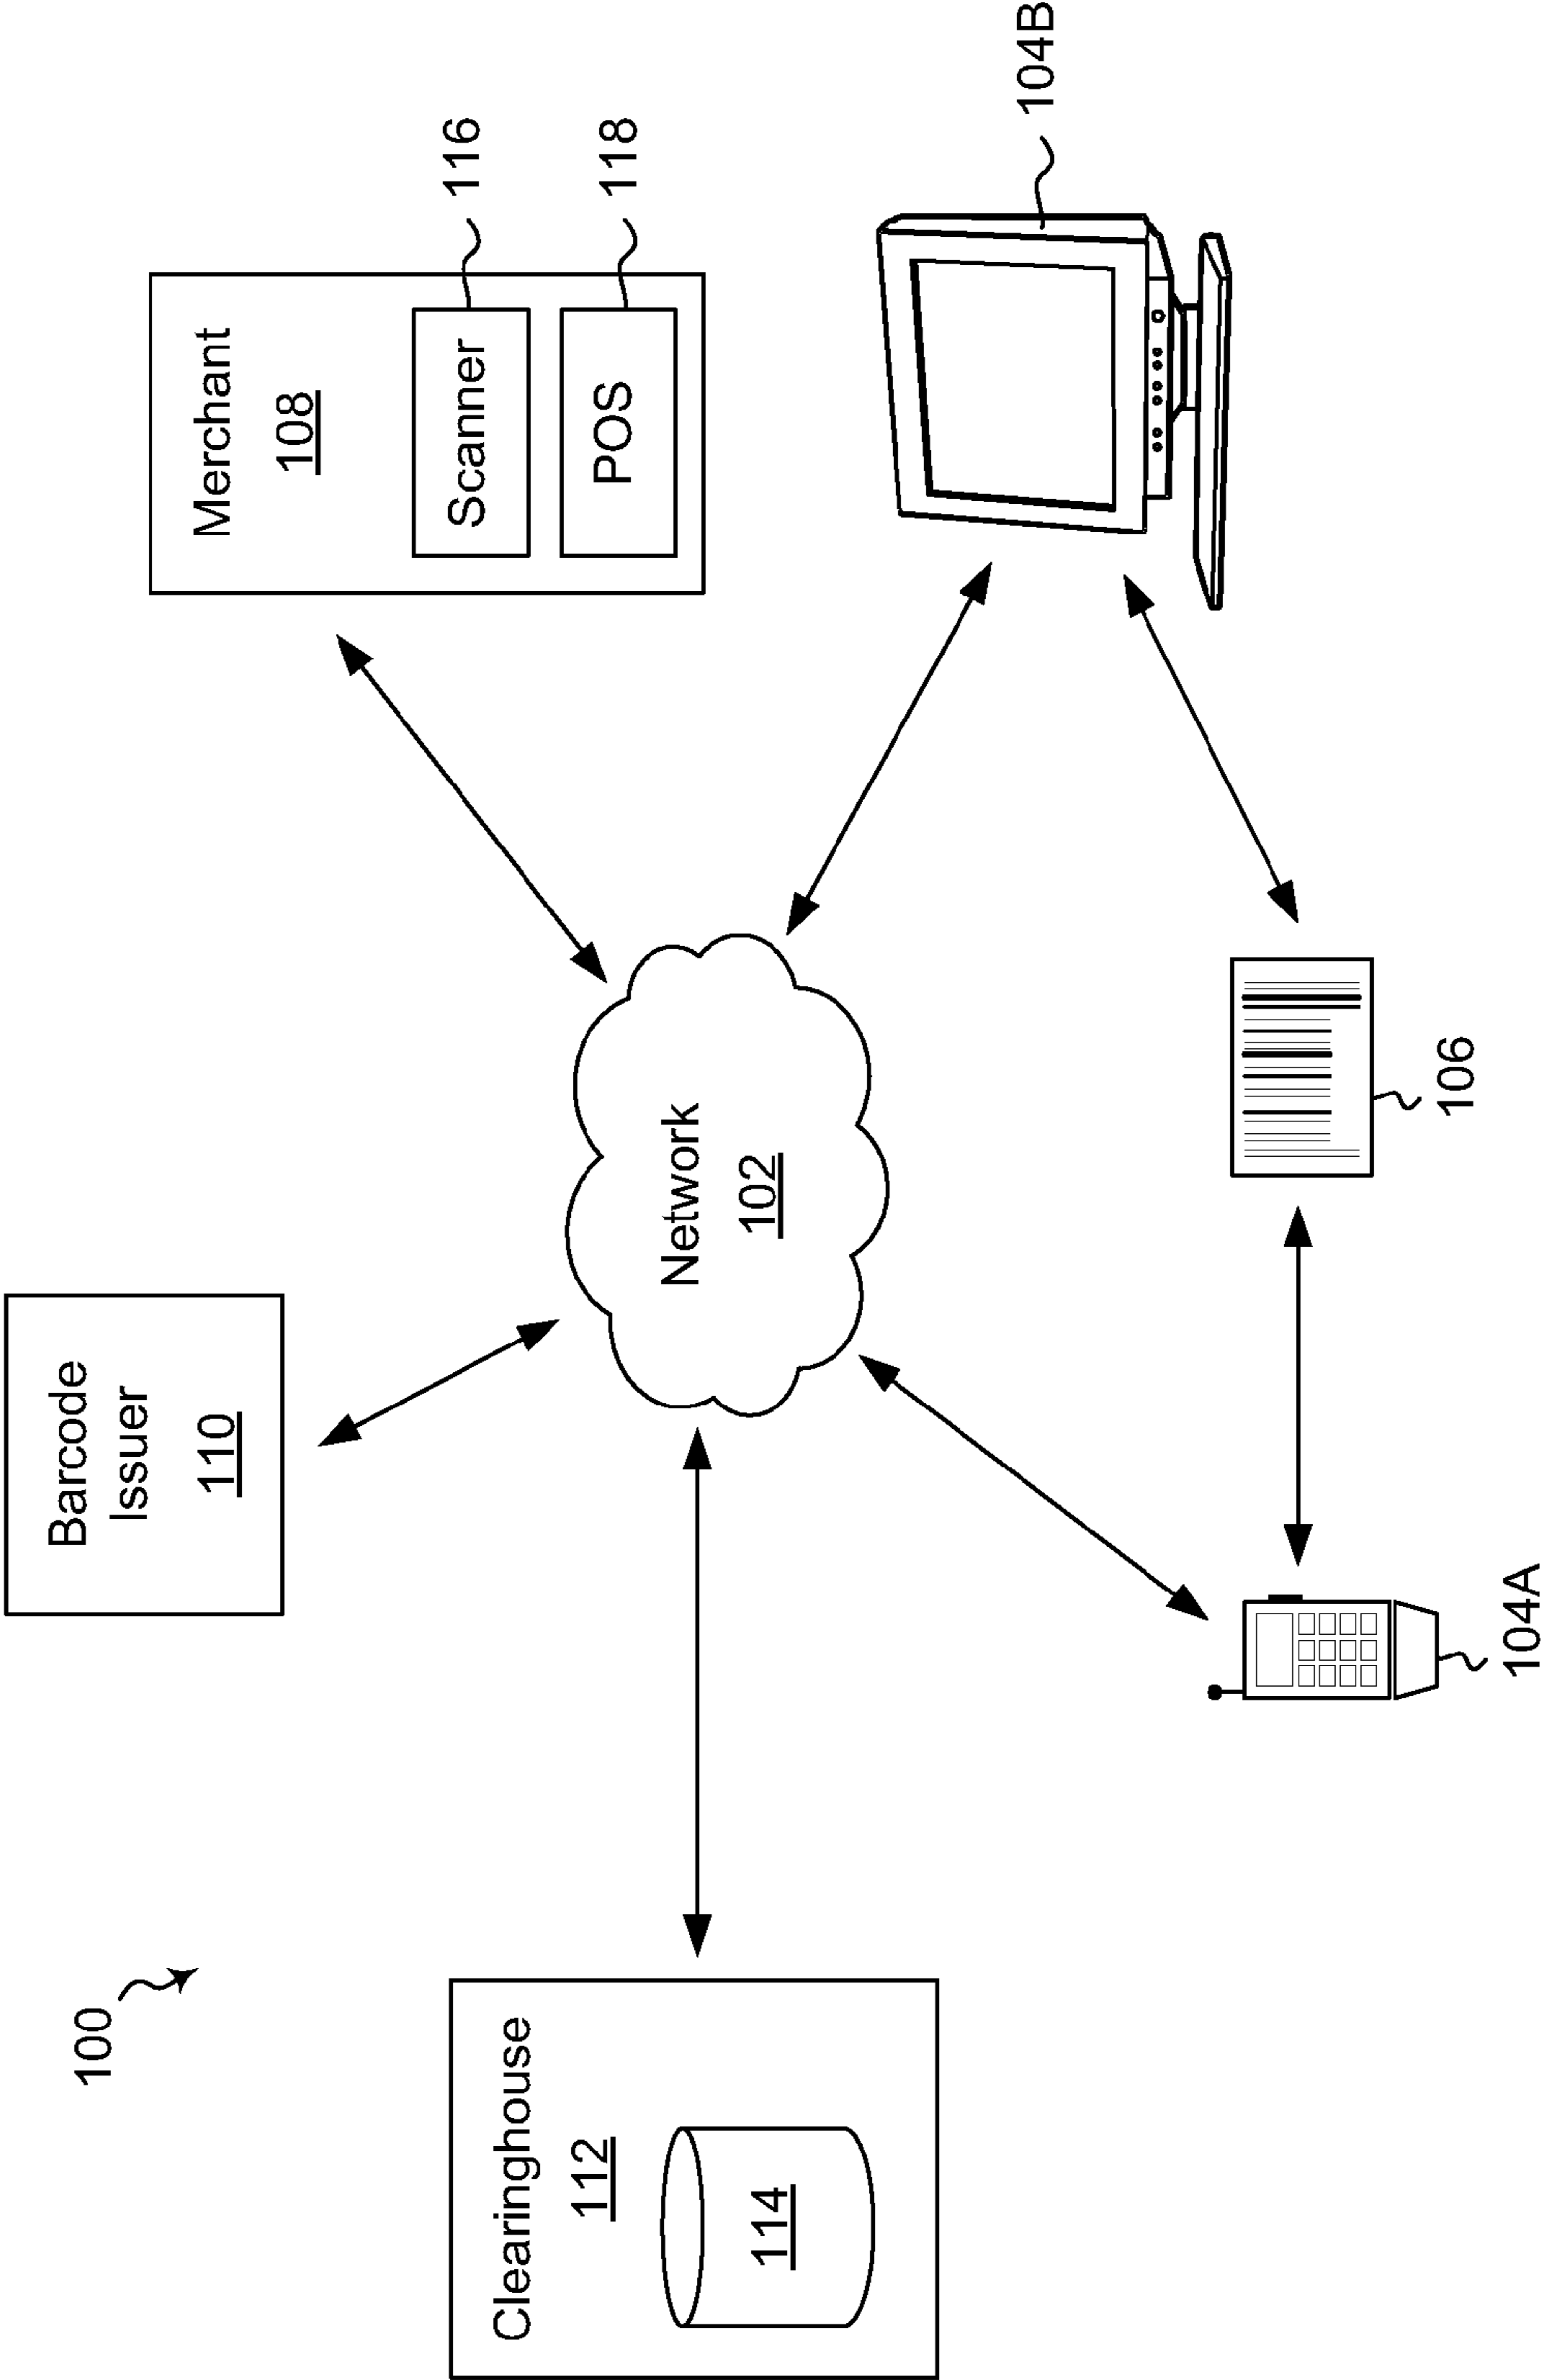 100
Barcode
Issuer
110
Merchant
108
Scanner
116
POS
118
Clearinghouse
112
114
Network
102
104B
104A
106